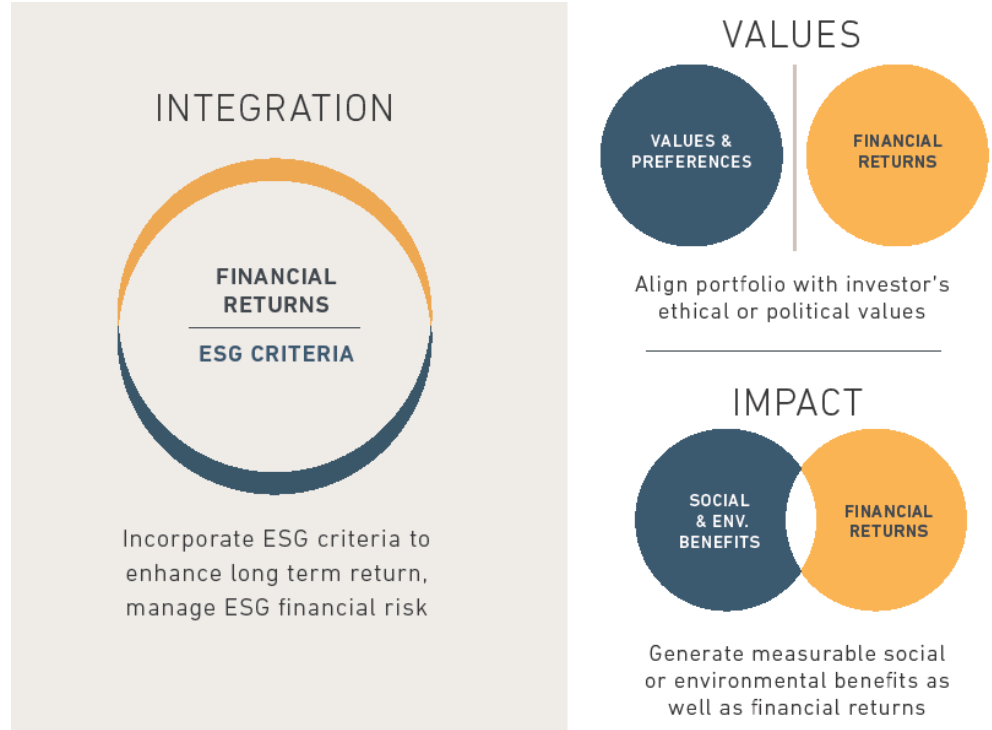 INTEGRATION
FINANCIAL
RETURNS
ESG CRITERIA
Incorporate ESG criteria to
enhance long term return,
manage ESG financial risk
VALUES
VALUES &
PREFERENCES
FINANCIAL
RETURNS
Align portfolio with investor's
ethical or political values
IMPACT
SOCIAL
& ENV.
BENEFITS
FINANCIAL
RETURNS
Generate measurable social
or environmental benefits as
well as financial returns